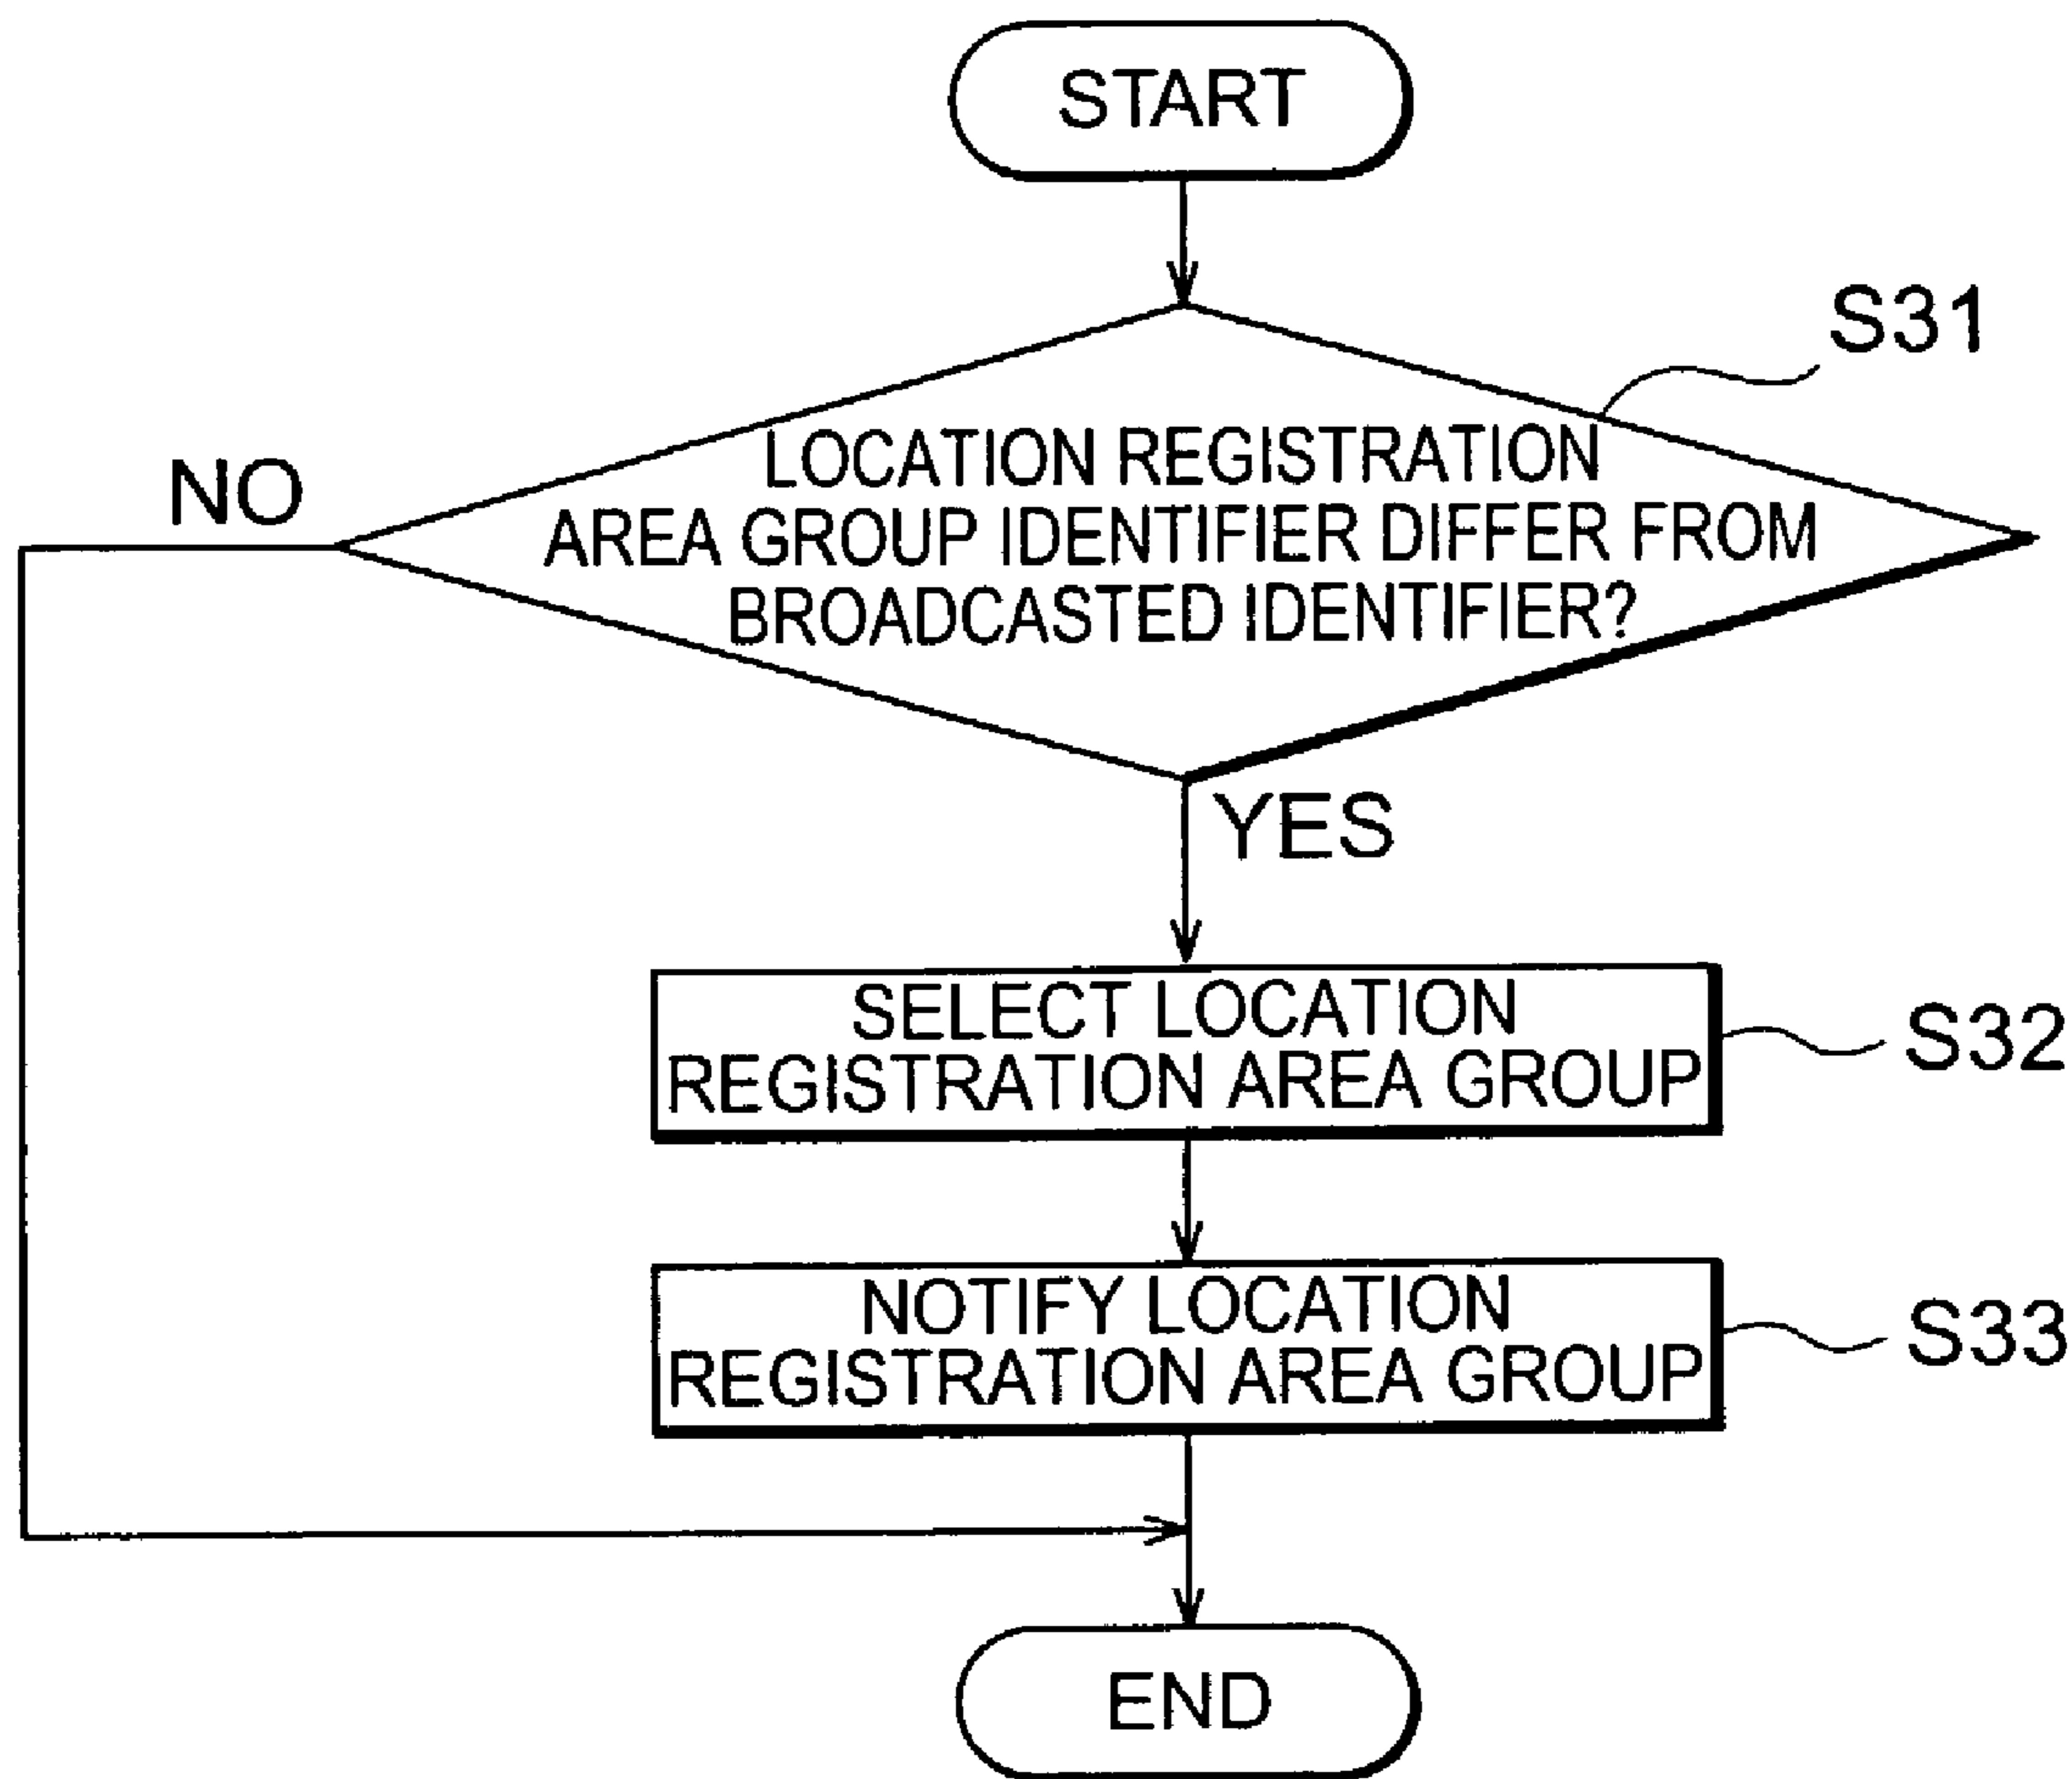 START
S31
LOCATION REGISTRATION
AREA GROUP IDENTIFIER DIFFER FROM
BROADCASTED IDENTIFIER?
NO
YES
SELECT LOCATION
REGISTRATION AREA GROUP
S32
NOTIFY LOCATION
REGISTRATION AREA GROUP
S33
END